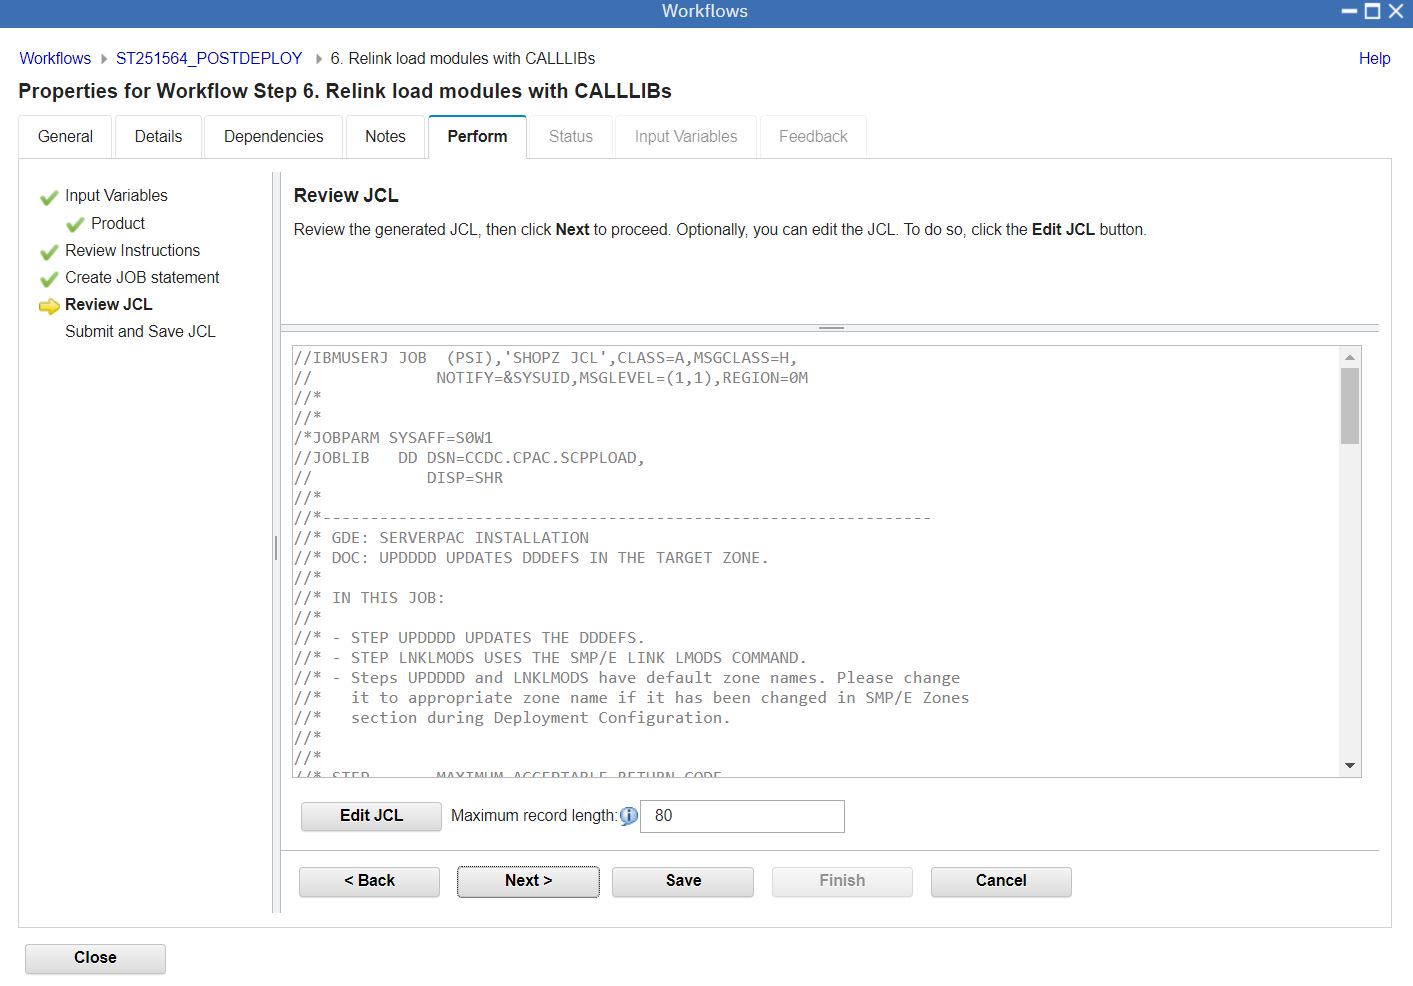 Workflows
Workflows ST251564_POSTDEPLOY 6. Relink load modules with CALLLIBs Help
Properties for Workflow Step 6. Relink load modules with CALLLIBs
General Details Dependencies Notes Perform Status Input Variables Feedback
Input Variables
Product
Review Instructions
Create JOB statement
Review JCL
Submit and Save JCL
Review JCL
Review the generated JCL, then click Next to proceed. Optionally, you can edit the JCL. To do so, click the Edit JCL button.
//IBMUSERJ JOB  (PSI),'SHOPZ JCL',CLASS=A,MSGCLASS=H,
//             NOTIFY=&SYSUID,MSGLEVEL=(1,1),REGION=0M
//*
//*
/*JOBPARM SYSAFF=S0W1
//JOBLIB   DD DSN=CCDC.CPAC.SCPPLOAD,
//            DISP=SHR
//*
//*----------------------------------------------------------------
//* GDE: SERVERPAC INSTALLATION
//* DOC: UPDDDD UPDATES DDDEFS IN THE TARGET ZONE.
//*
//* IN THIS JOB:
//*
//* - STEP UPDDDD UPDATES THE DDDEFS.
//* - STEP LNKLMODS USES THE SMP/E LINK LMODS COMMAND.
//* - Steps UPDDDD and LNKLMODS have default zone names. Please change
//*   it to appropriate zone name if it has been changed in SMP/E Zones
//*   section during Deployment Configuration.
//*
//*
//* STEP       MAXIMUM ACCEPTABLE RETURN CODE
Edit JCL Maximum record length: 80
< Back Next > Save Finish Cancel
Close